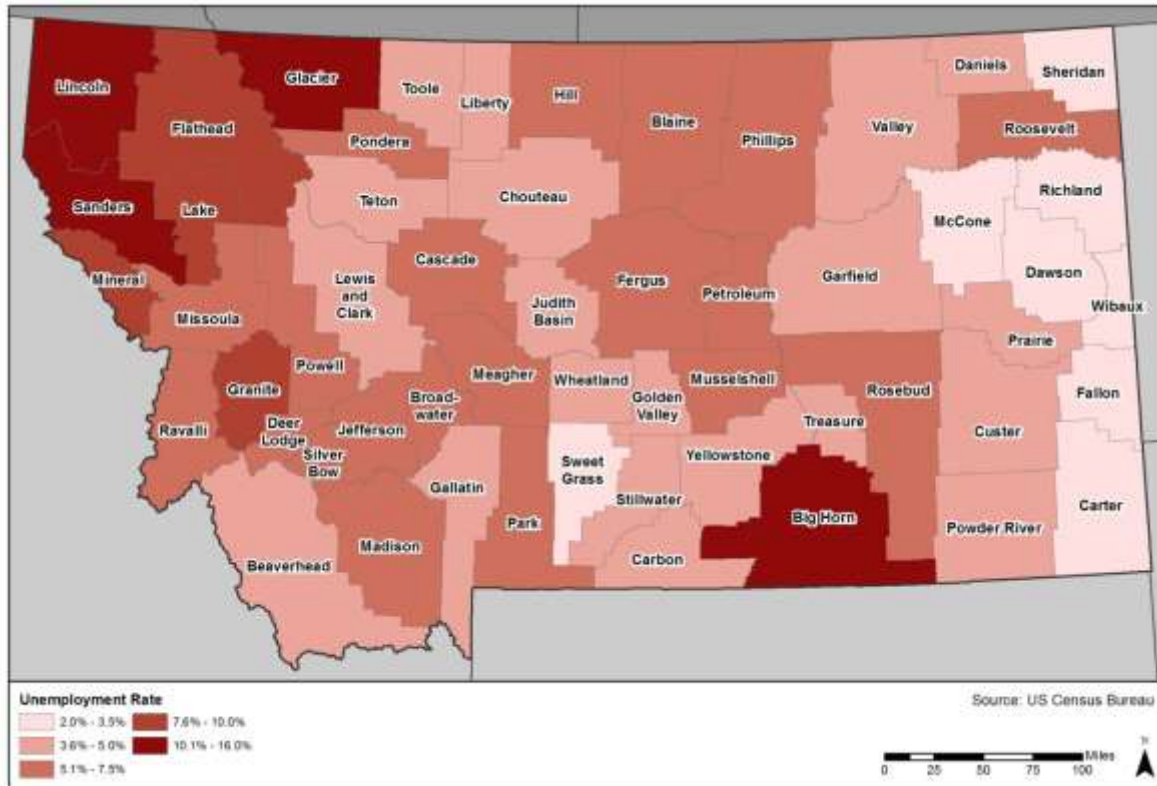 Lincoln
Glacier
Toole
Liberty
Hill
Blaine
Phillips
Valley
Daniels
Sheridan
Roosevelt
Flathead
Pondera
Teton
Chouteau
Richland
McCone
Sanders
Lake
Cascade
Fergus
Petroleum
Garfield
Dawson
Wibaux
Mineral
Missoula
Lewis
and
Clark
Judith
Basin
Prairie
Powell
Granite
Meagher
Wheatland
Golden
Valley
Musselshell
Rosebud
Fallon
Broad-
water
Treasure
Custer
Ravalli
Deer
Lodge
Silver
Bow
Jefferson
Gallatin
Sweet
Grass
Yellowstone
Stillwater
Park
Big Horn
Powder River
Carter
Madison
Beaverhead
Carbon
Unemployment Rate
Source: US Census Bureau
2.0% - 3.5%
7.6% - 10.0%
3.6% - 5.0%
10.1% - 16.0%
5.1% - 7.5%
Miles
0 25 50 75 100